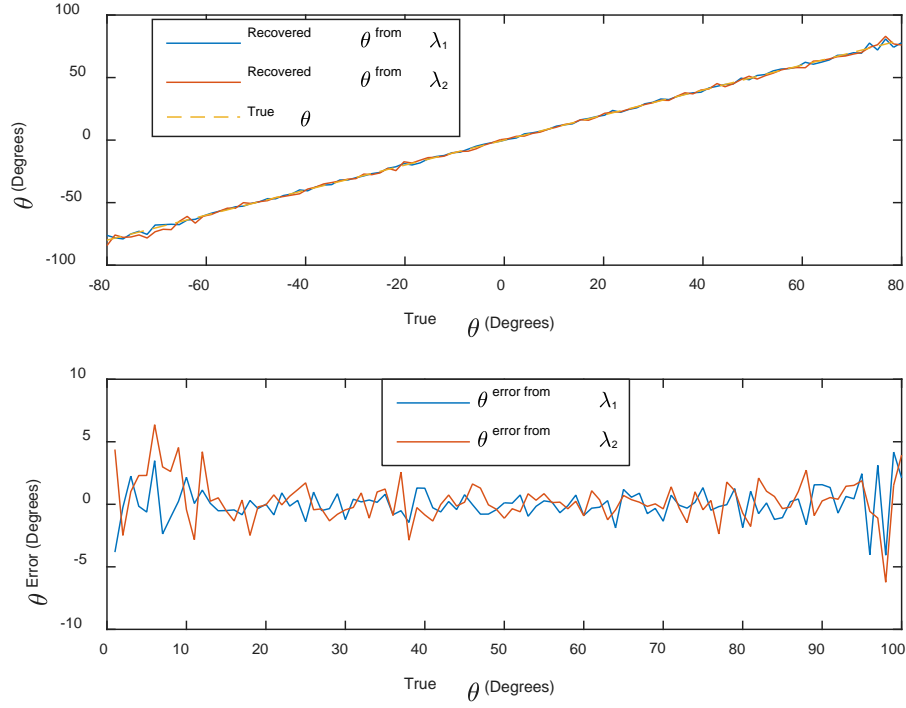 100
50
0
-50
-100
θ (Degrees)
Recovered θ from λ₁
Recovered θ from λ₂
True θ
-80 -60 -40 -20 0 20 40 60 80
True θ (Degrees)
10
5
0
-5
-10
θ Error (Degrees)
θ error from λ₁
θ error from λ₂
0 10 20 30 40 50 60 70 80 90 100
True θ (Degrees)